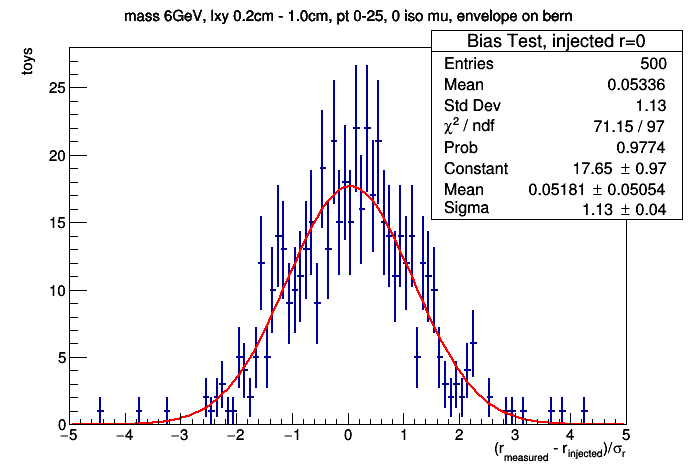 mass 6GeV, lxy 0.2cm - 1.0cm, pt 0-25, 0 iso mu, envelope on bern
toys
Bias Test, injected r=0
Entries 500
Mean 0.05336
Std Dev 1.13
χ² / ndf 71.15 / 97
Prob 0.9774
Constant 17.65 ± 0.97
Mean 0.05181 ± 0.05054
Sigma 1.13 ± 0.04
25
20
15
10
5
0
−5 −4 −3 −2 −1 0 1 2 3 4 5
(r_measured - r_injected)/σ_r